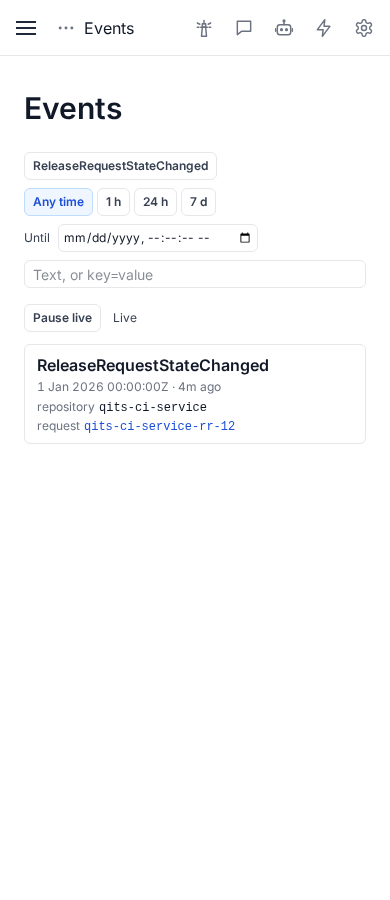 Events
Events
ReleaseRequestStateChanged
Any time 1 h 24 h 7 d
Until mm/dd/yyyy, --:--:-- --
Text, or key=value
Pause live Live
ReleaseRequestStateChanged
1 Jan 2026 00:00:00Z · 4m ago
repository qits-ci-service
request qits-ci-service-rr-12